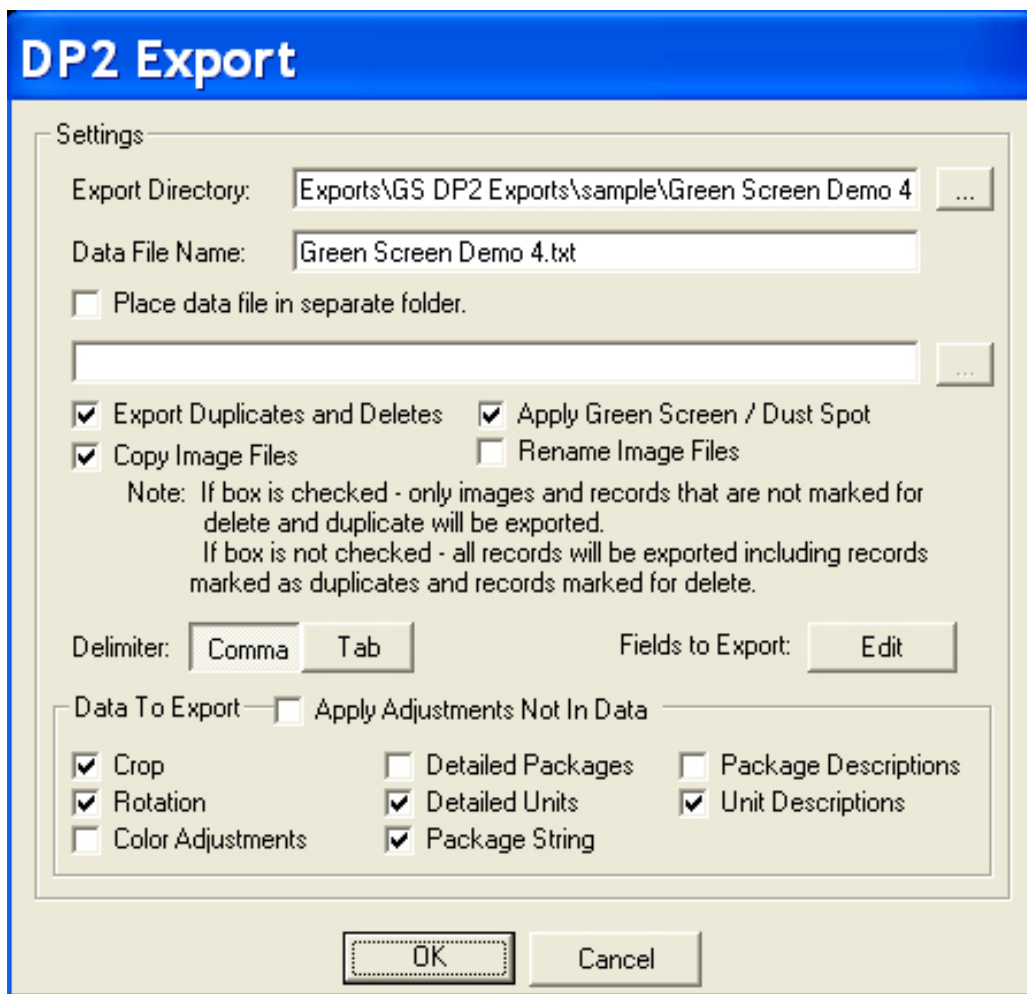 DP2 Export
Settings
Export Directory: Exports\GS DP2 Exports\sample\Green Screen Demo 4 ...
Data File Name: Green Screen Demo 4.txt
Place data file in separate folder.
...
Export Duplicates and Deletes Apply Green Screen / Dust Spot
Copy Image Files Rename Image Files
Note: If box is checked - only images and records that are not marked for
delete and duplicate will be exported.
If box is not checked - all records will be exported including records
marked as duplicates and records marked for delete.
Delimiter: Comma Tab Fields to Export: Edit
Data To Export Apply Adjustments Not In Data
Crop Detailed Packages Package Descriptions
Rotation Detailed Units Unit Descriptions
Color Adjustments Package String
OK Cancel